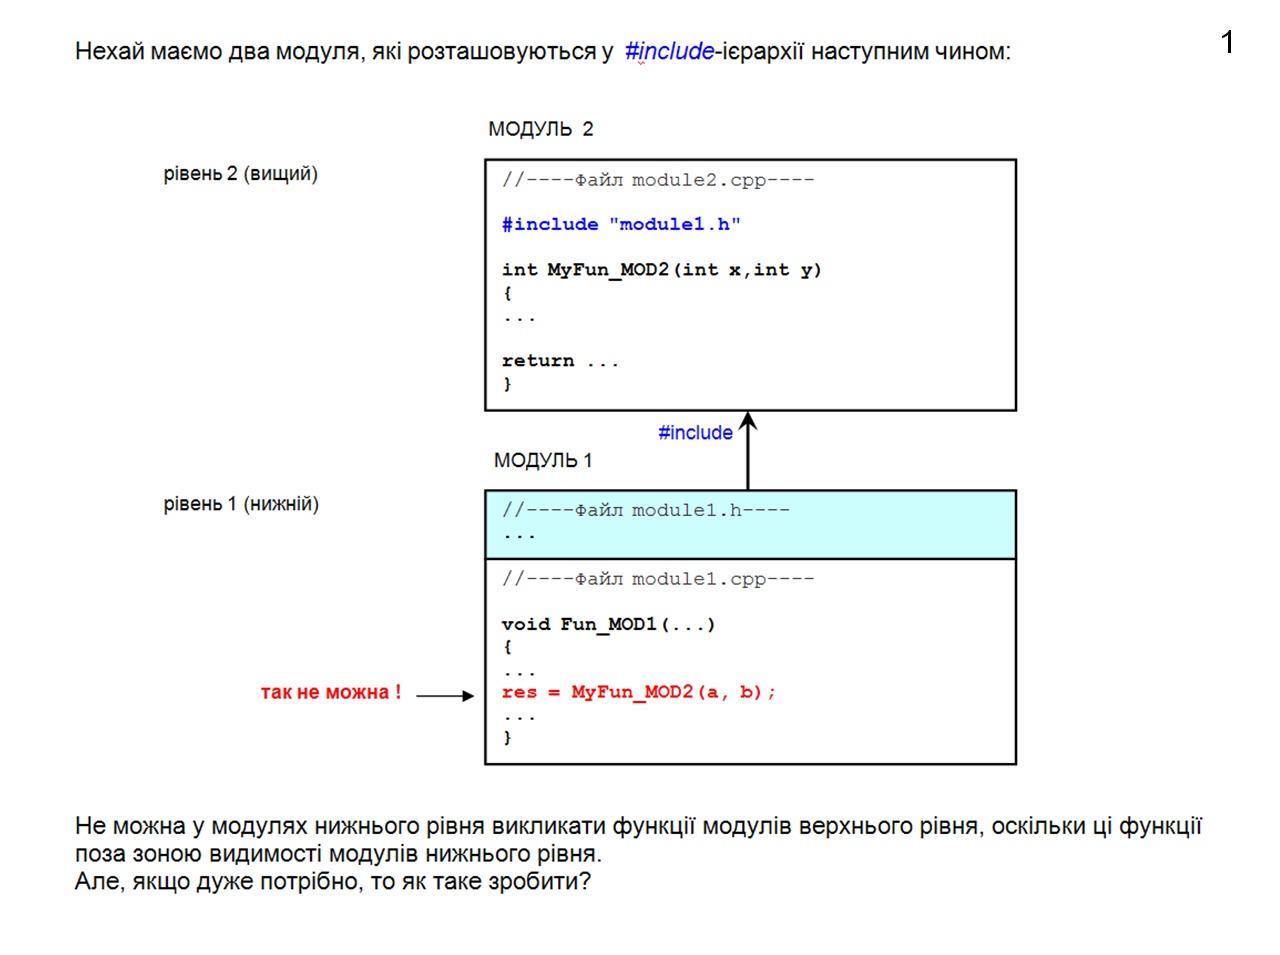 1
Нехай маємо два модуля, які розташовуються у #include-ієрархії наступним чином:
МОДУЛЬ 2
рівень 2 (вищий)
//----Файл module2.cpp----
#include "module1.h"
int MyFun_MOD2(int x,int y)
{
...
return ...
}
#include
МОДУЛЬ 1
рівень 1 (нижній)
//----Файл module1.h----
...
//----Файл module1.cpp----
void Fun_MOD1(...)
{
...
так не можна !
res = MyFun_MOD2(a, b);
...
}
Не можна у модулях нижнього рівня викликати функції модулів верхнього рівня, оскільки ці функції
поза зоною видимості модулів нижнього рівня.
Але, якщо дуже потрібно, то як таке зробити?